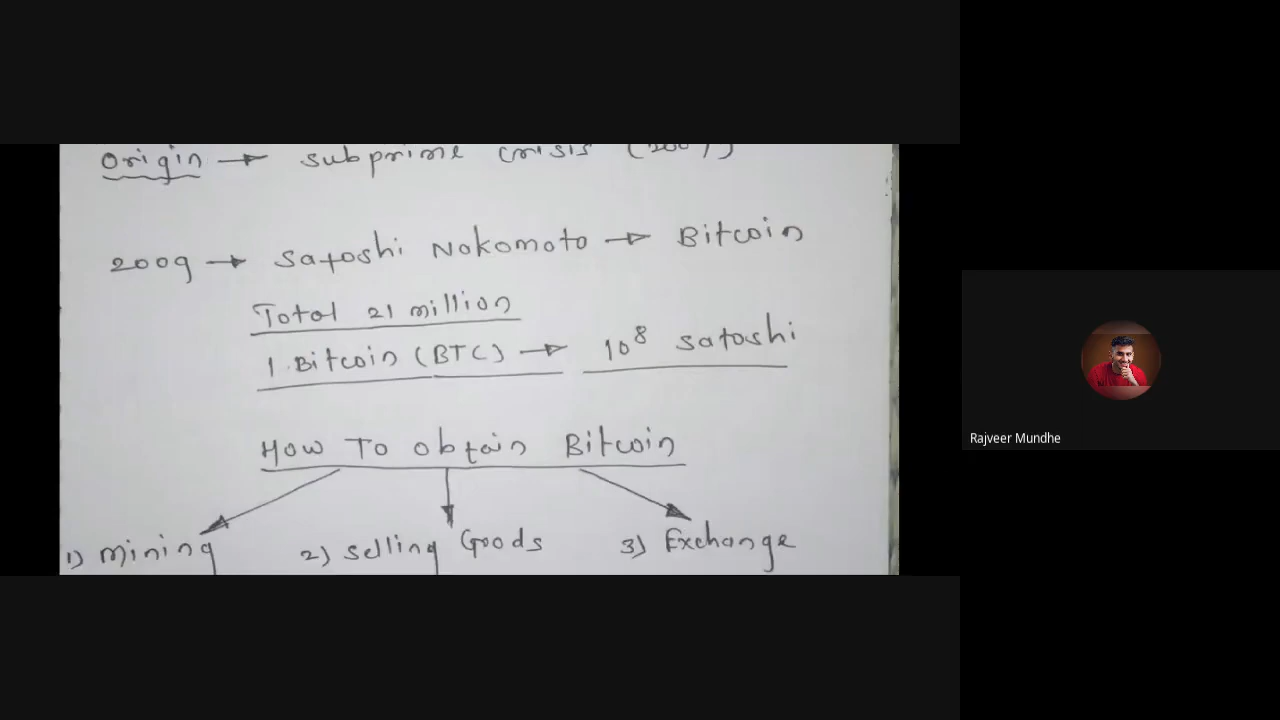 Origin → subprime crisis
2009 → Satoshi Nokomoto → Bitcoin
Total 21 million
1 Bitcoin (BTC) → 10⁸ satoshi
How To obtain Bitcoin
1) Mining 2) Selling Goods 3) Exchange
Rajveer Mundhe